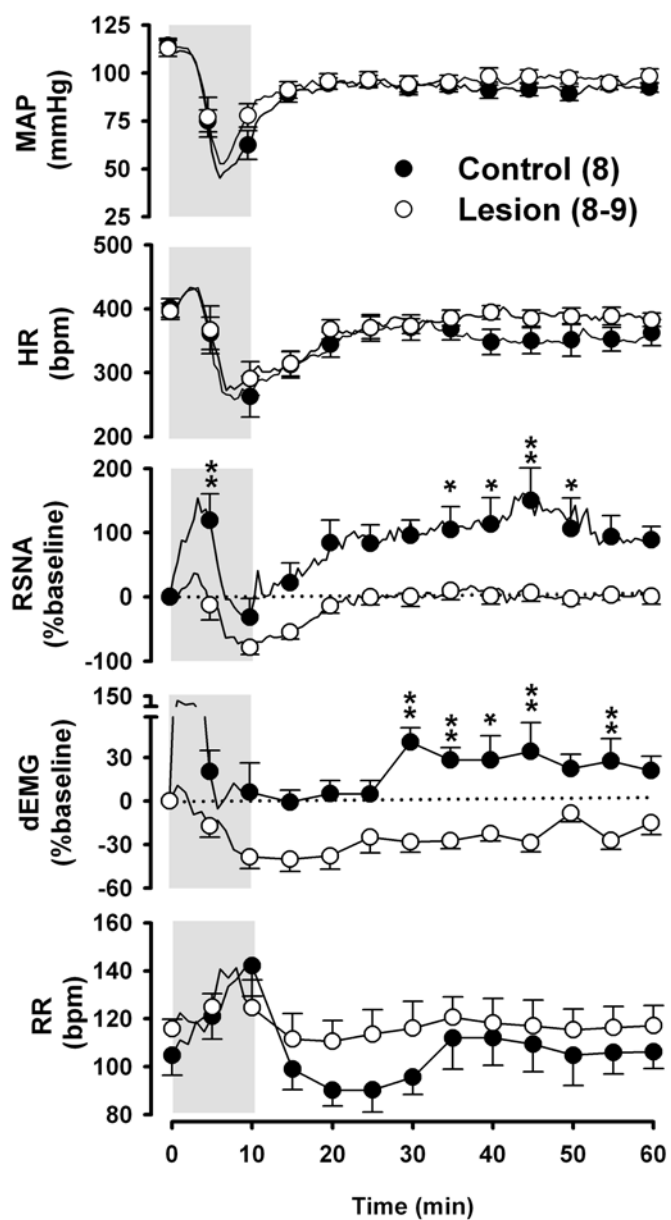 125
100
75
50
25
MAP
(mmHg)
Control (8)
Lesion (8-9)
500
400
300
200
HR
(bpm)
200
100
0
-100
RSNA
(%baseline)
**
*
*
**
*
150
30
0
-30
-60
dEMG
(%baseline)
**
**
*
**
**
160
140
120
100
80
RR
(bpm)
0 10 20 30 40 50 60
Time (min)